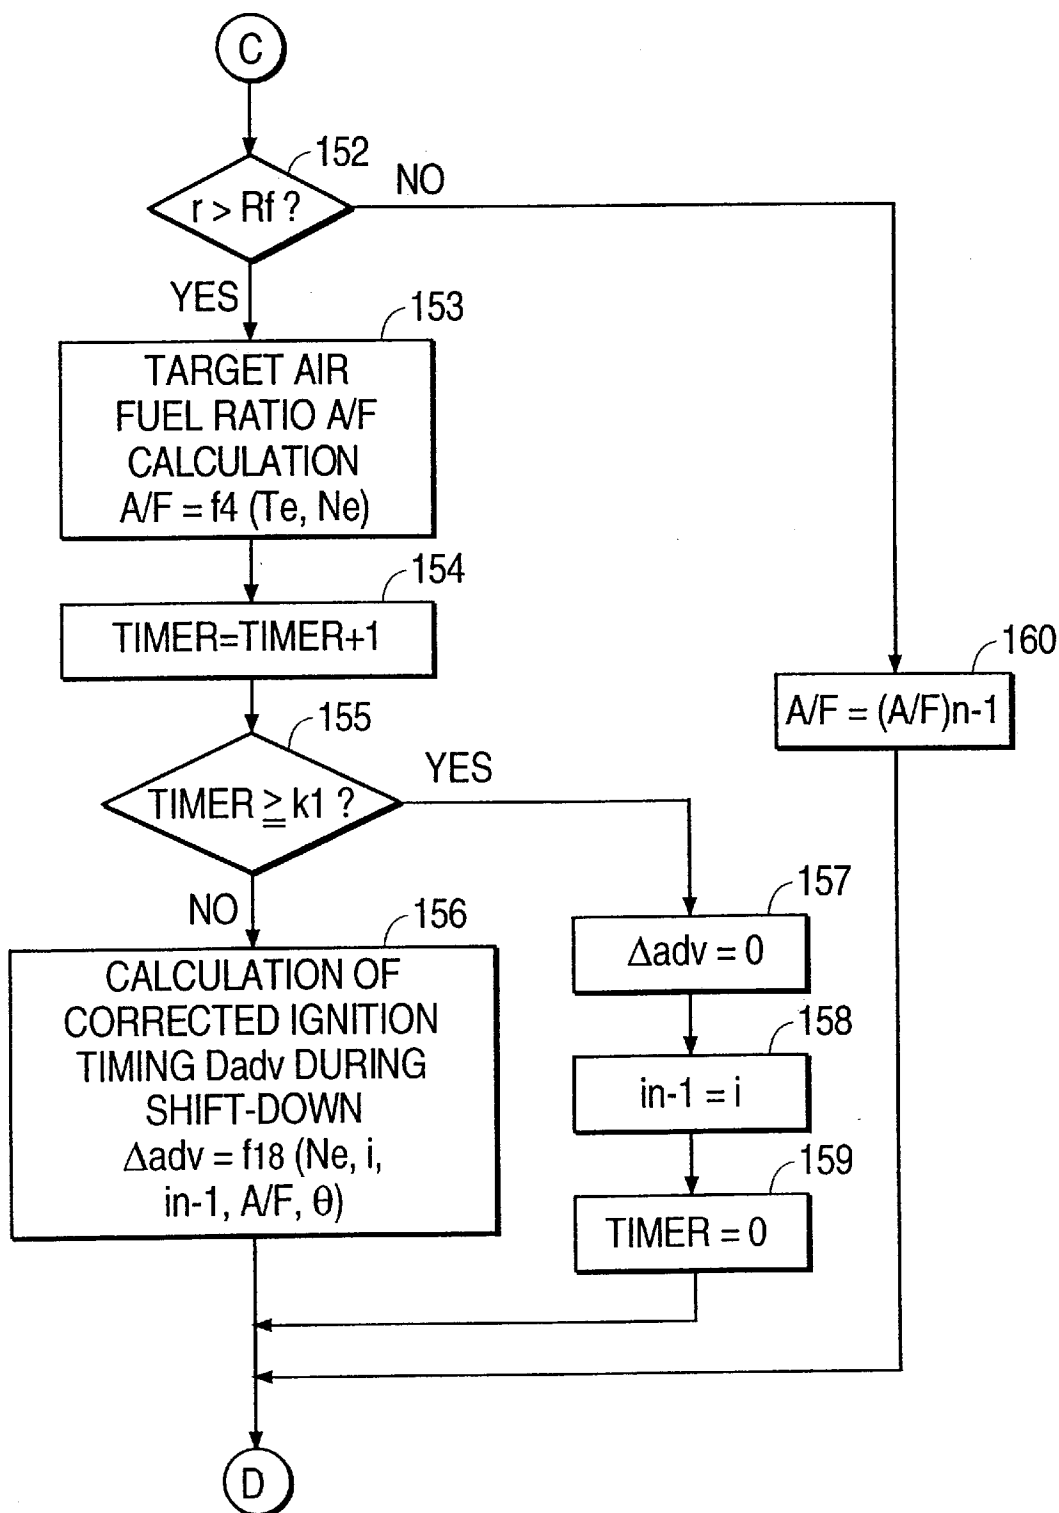 C
152
r > Rf ?
NO
YES
153
TARGET AIR
FUEL RATIO A/F
CALCULATION
A/F = f4 (Te, Ne)
154
TIMER=TIMER+1
160
A/F = (A/F)n-1
155
TIMER ≧ k1 ?
YES
NO
156
CALCULATION OF
CORRECTED IGNITION
TIMING Dadv DURING
SHIFT-DOWN
Δadv = f18 (Ne, i,
in-1, A/F, θ)
157
Δadv = 0
158
in-1 = i
159
TIMER = 0
D